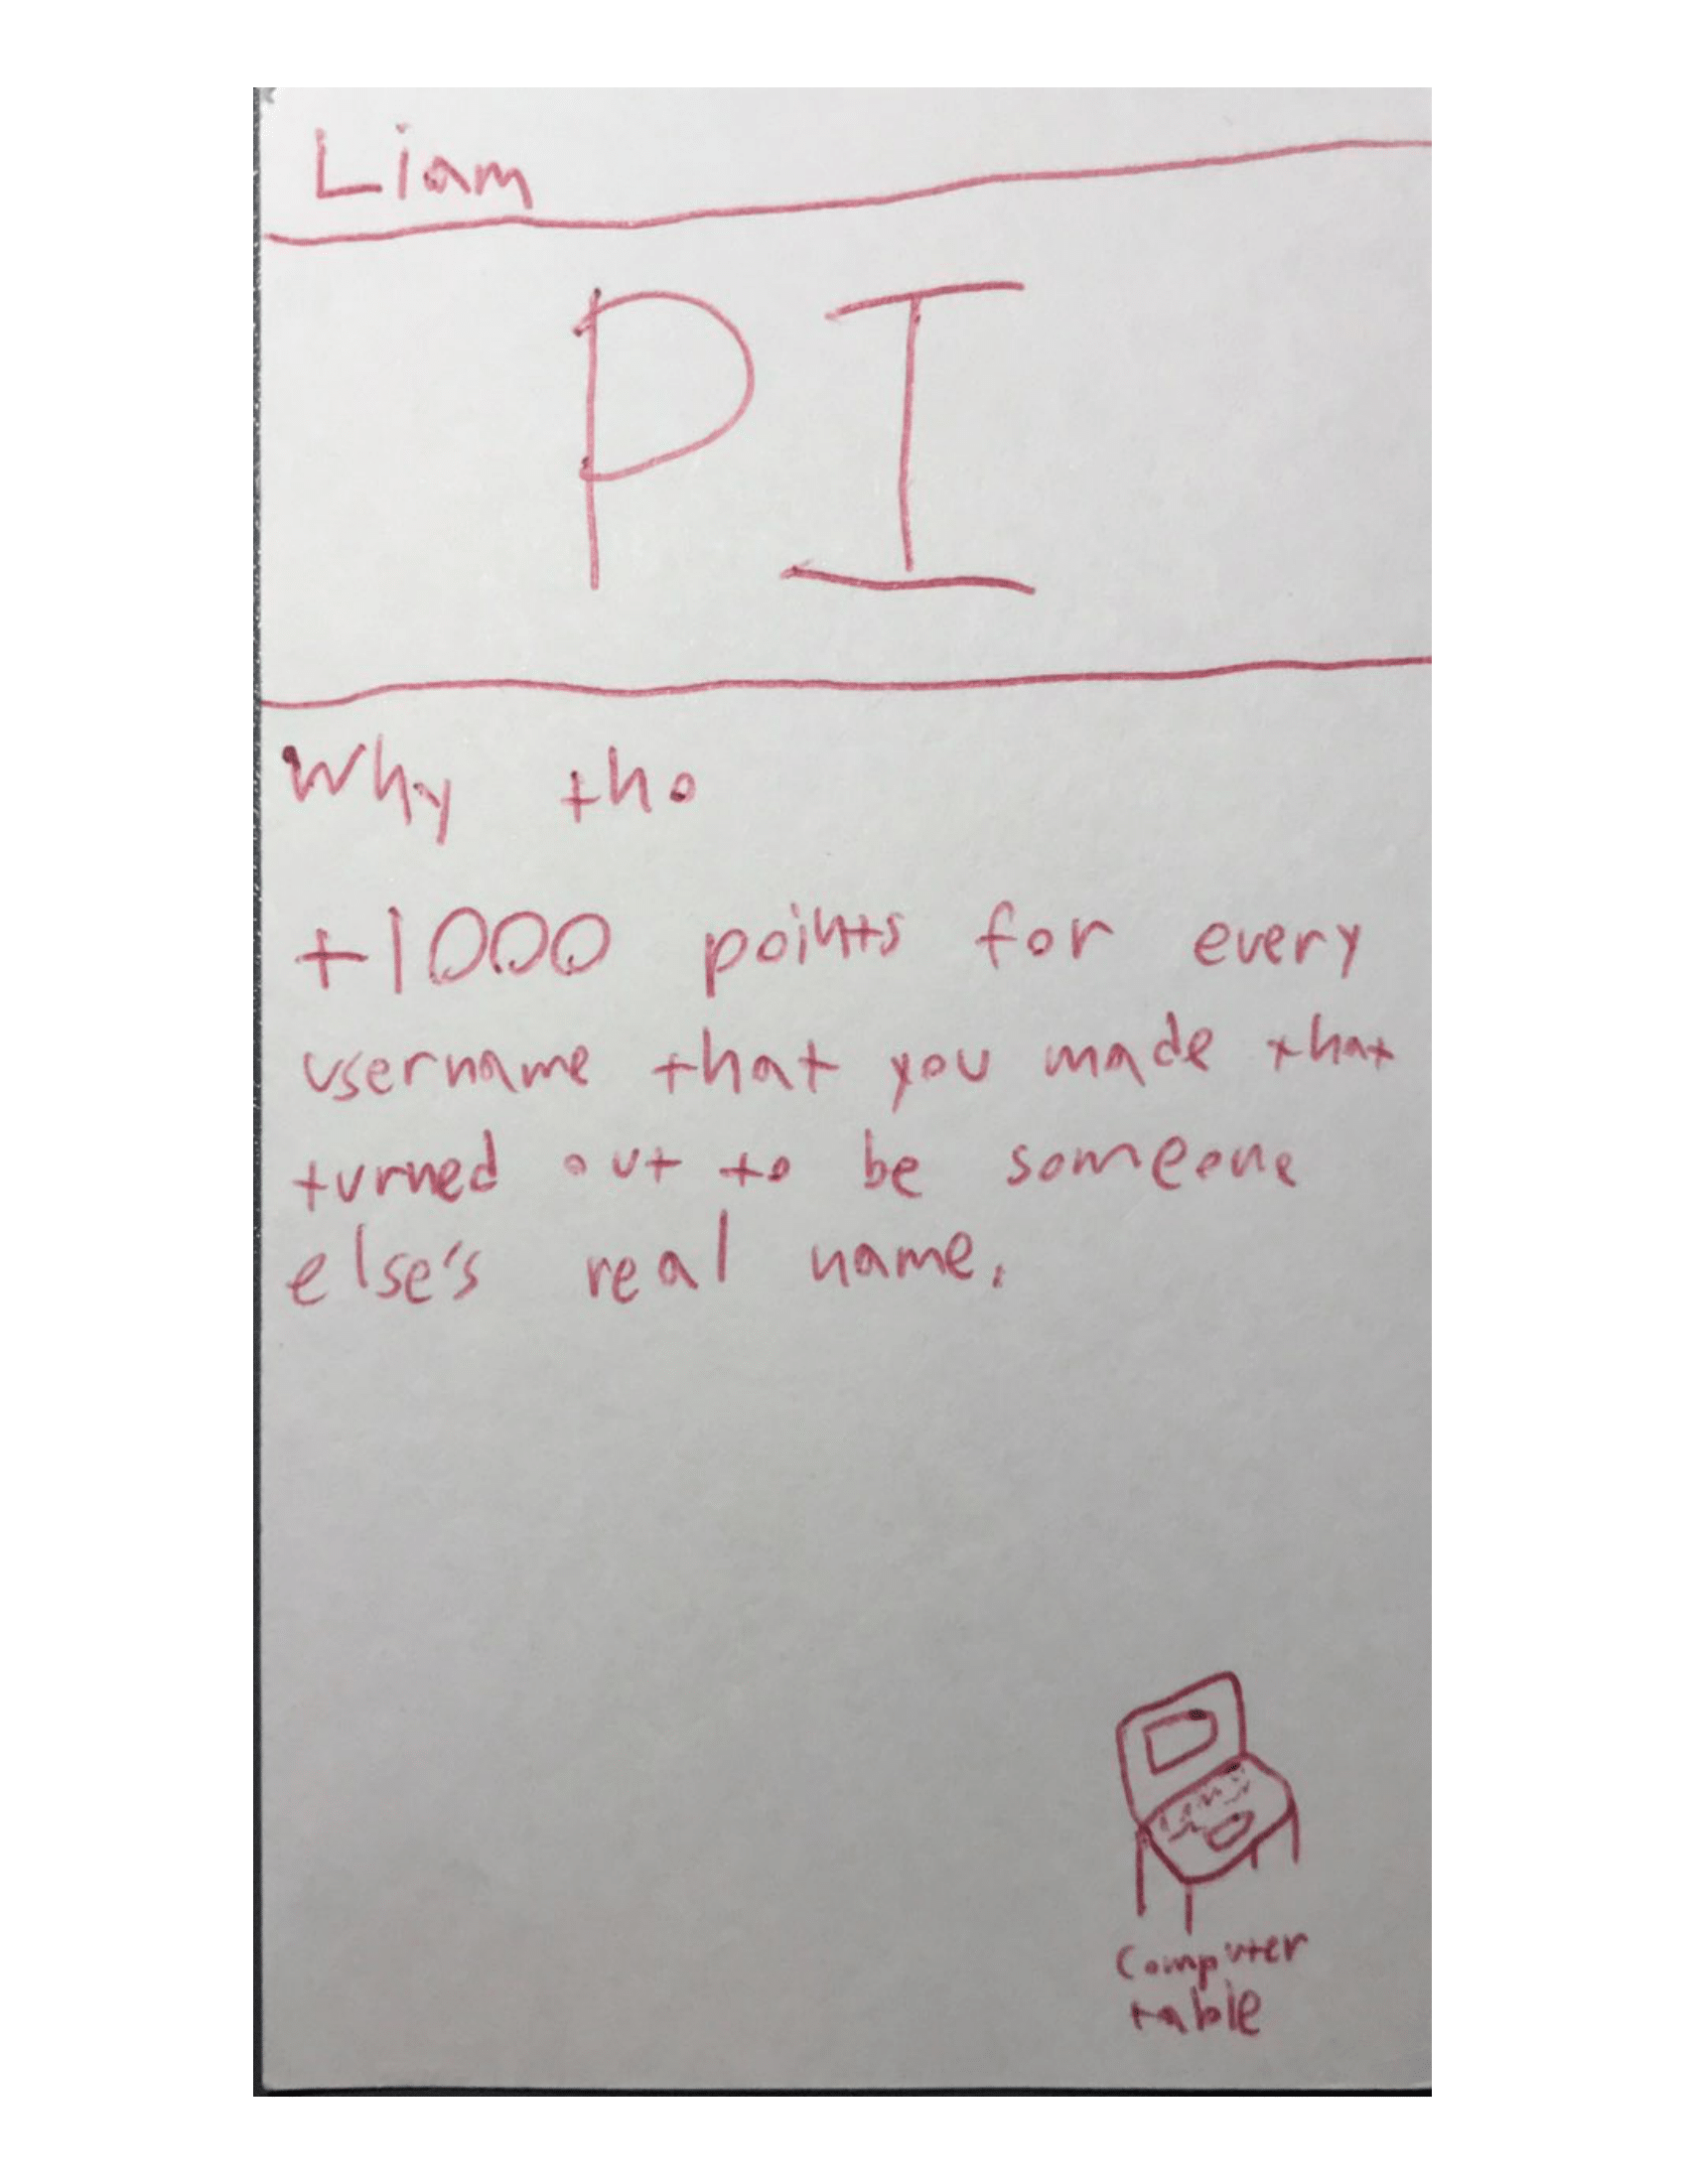 Liam
PI
Why tho
+1000 points for every
username that you made that
turned out to be someone
else's real name.
Computer
table